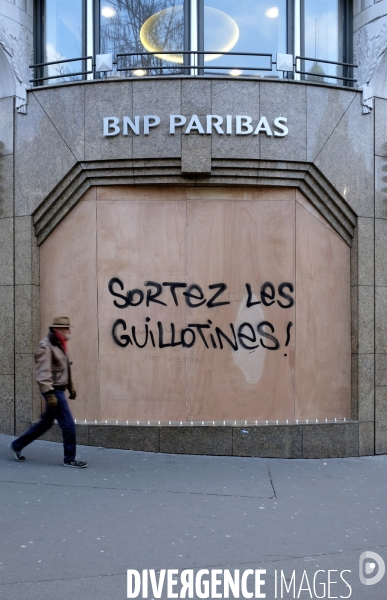 BNP PARIBAS
Sortez les
Guillotines !
DIVERGENCE IMAGES